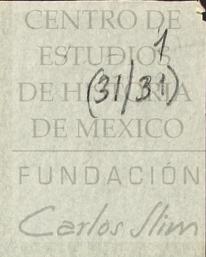 CENTRO DE
ESTUDIOS
1
(31/31)
DE HISTORIA
DE MEXICO
FUNDACIÓN
Carlos Slim